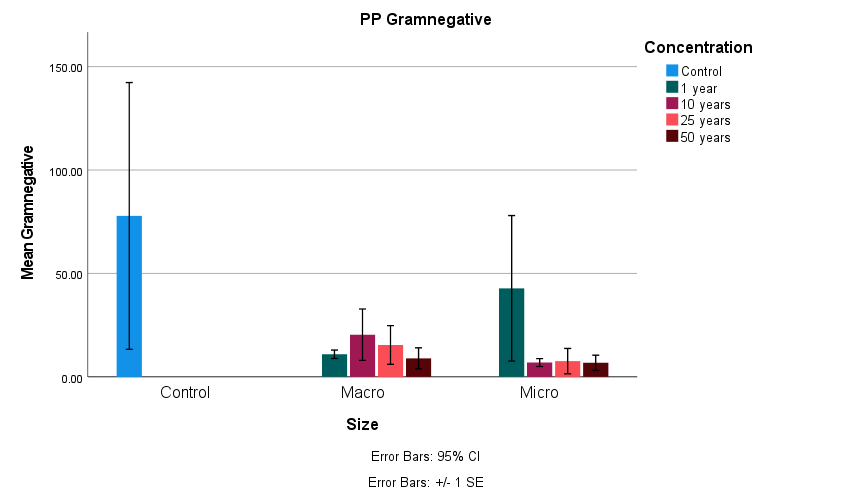 PP Gramnegative
Concentration
Control
1 year
10 years
25 years
50 years
Mean Gramnegative
150.00
100.00
50.00
0.00
Control Macro Micro
Size
Error Bars: 95% CI
Error Bars: +/- 1 SE